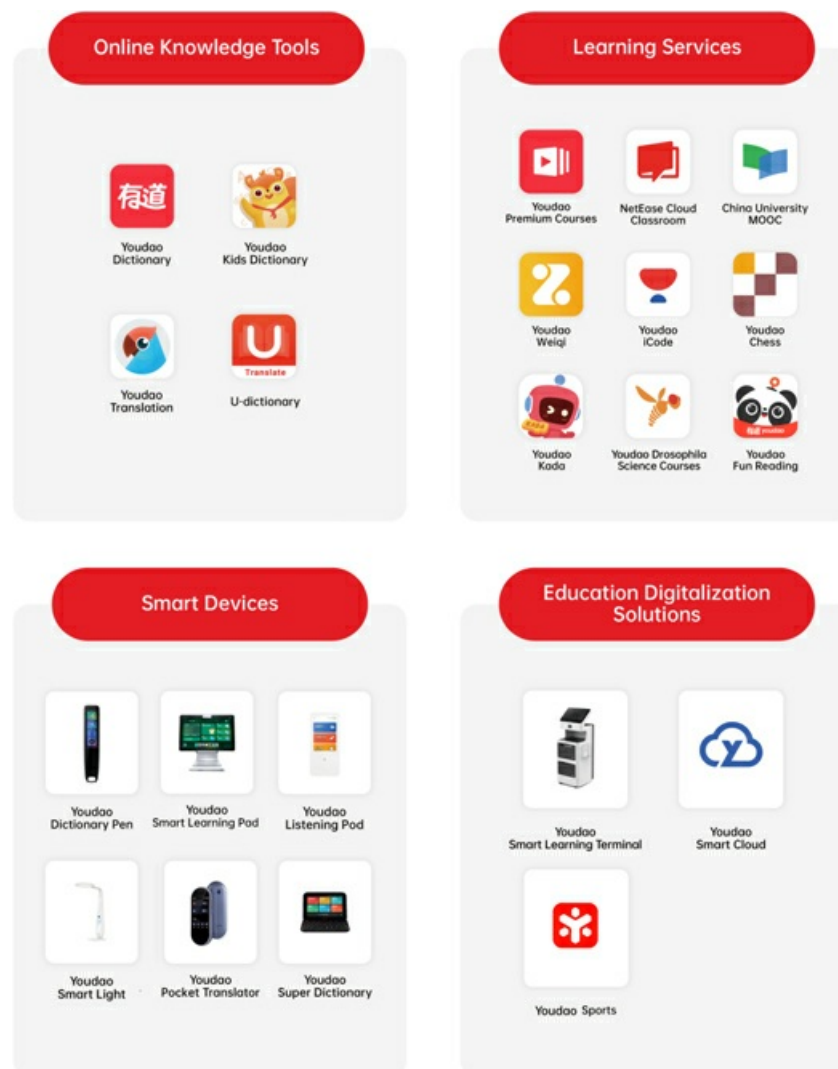 Online Knowledge Tools
有道
Youdao
Dictionary
Youdao
Kids Dictionary
Youdao
Translation
U
Translate
U-dictionary
Learning Services
Youdao
Premium Courses
NetEase Cloud
Classroom
China University
MOOC
Youdao
Weiqi
Youdao
iCode
Youdao
Chess
Youdao
Kada
Youdao Drosophila
Science Courses
有道 youdao
Youdao
Fun Reading
Smart Devices
Youdao
Dictionary Pen
Youdao
Smart Learning Pad
Youdao
Listening Pod
Youdao
Smart Light
Youdao
Pocket Translator
Youdao
Super Dictionary
Education Digitalization
Solutions
Youdao
Smart Learning Terminal
y
Youdao
Smart Cloud
Youdao Sports